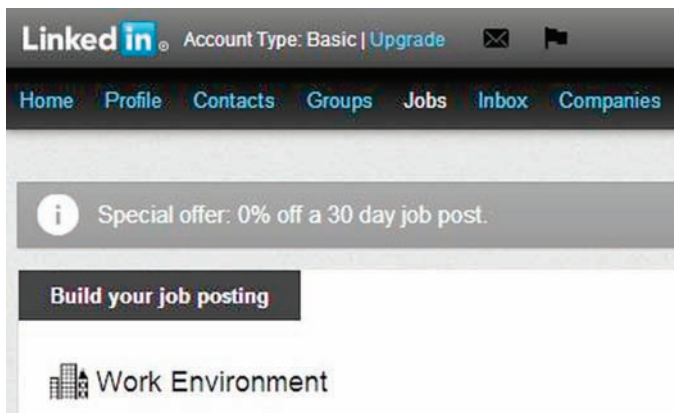 Linked in ® Account Type: Basic | Upgrade
Home Profile Contacts Groups Jobs Inbox Companies
i Special offer: 0% off a 30 day job post.
Build your job posting
Work Environment